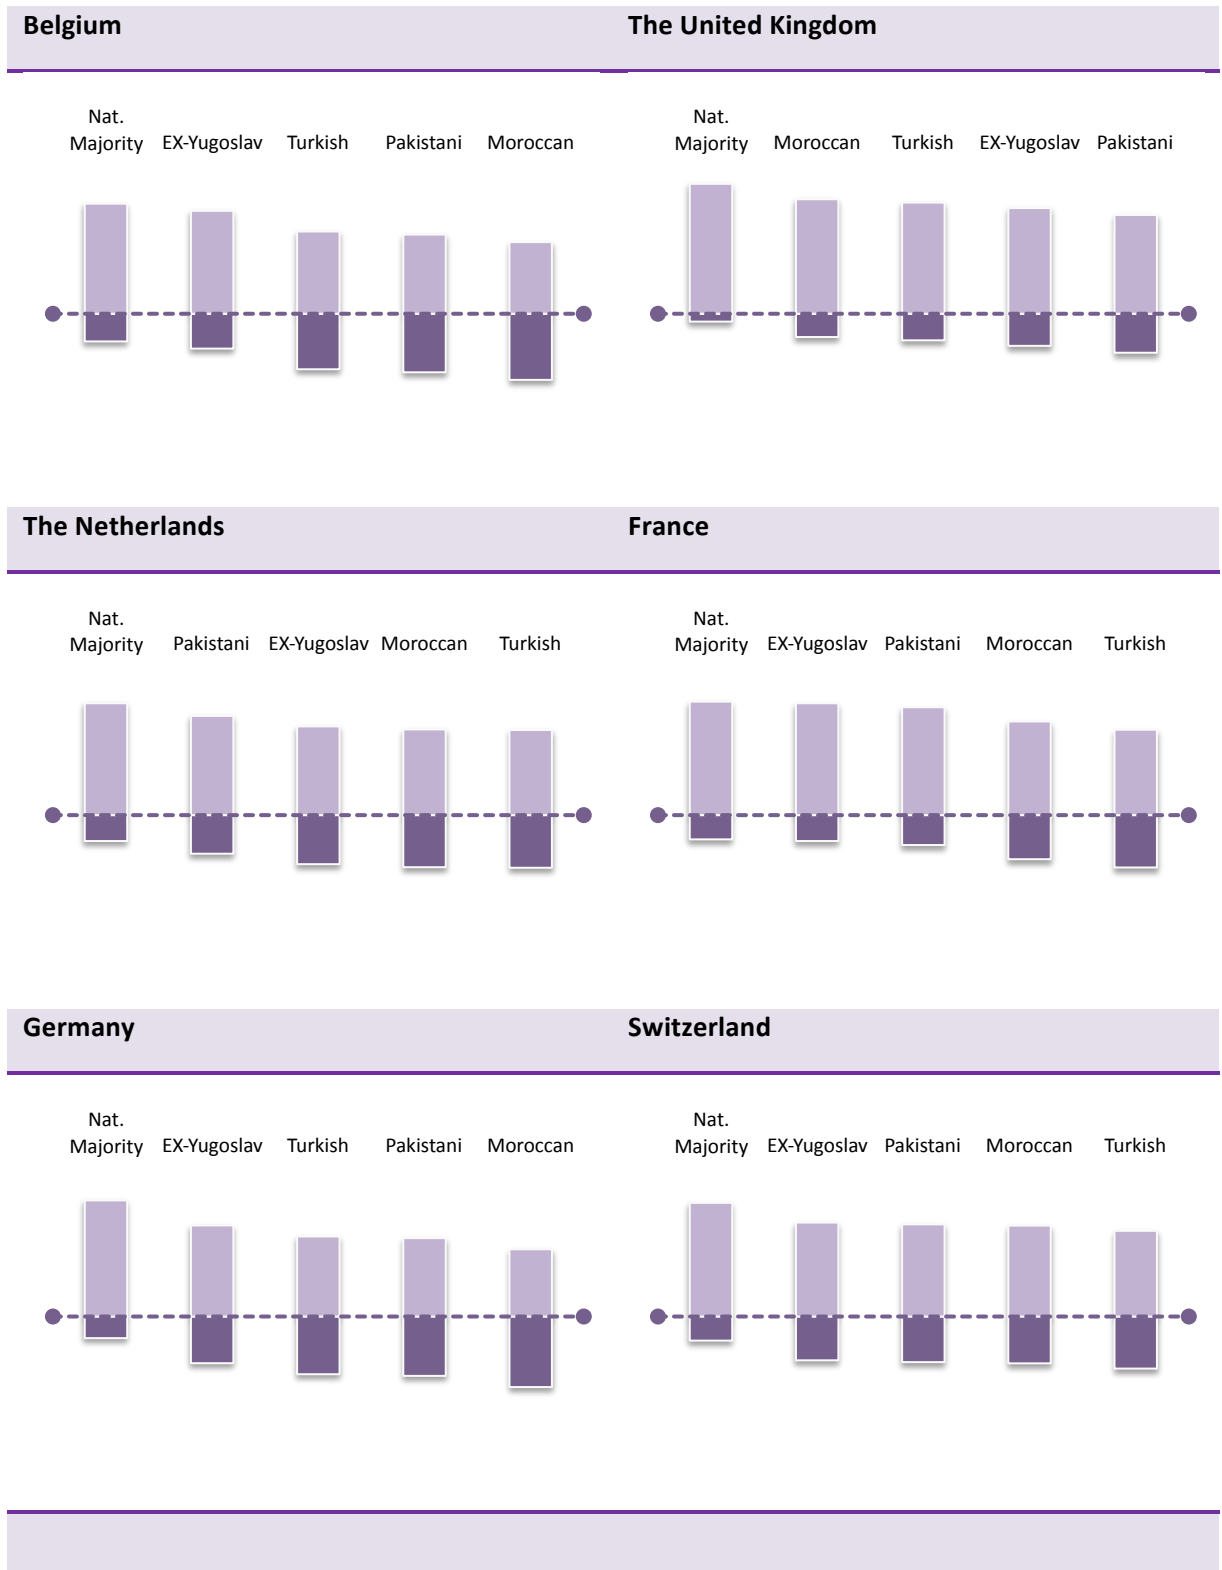 Belgium
The United Kingdom
Nat.
Majority EX-Yugoslav Turkish Pakistani Moroccan
Nat.
Majority Moroccan Turkish EX-Yugoslav Pakistani
The Netherlands
France
Nat.
Majority Pakistani EX-Yugoslav Moroccan Turkish
Nat.
Majority EX-Yugoslav Pakistani Moroccan Turkish
Germany
Switzerland
Nat.
Majority EX-Yugoslav Turkish Pakistani Moroccan
Nat.
Majority EX-Yugoslav Pakistani Moroccan Turkish